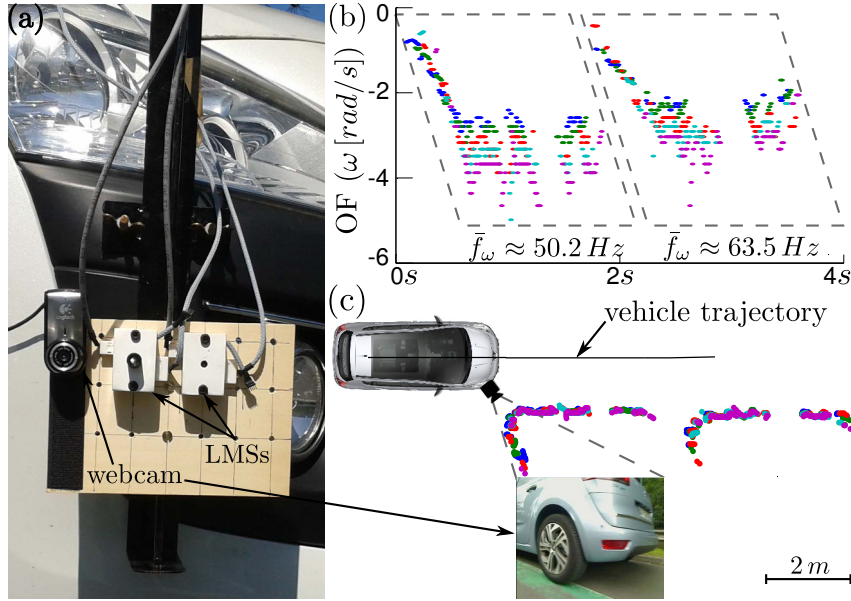 (a)
webcam
LMSs
(b)
OF (ω [rad/s])
0
-2
-4
-6
0s
2s
4s
f̄ω ≈ 50.2 Hz
f̄ω ≈ 63.5 Hz
(c)
vehicle trajectory
2 m